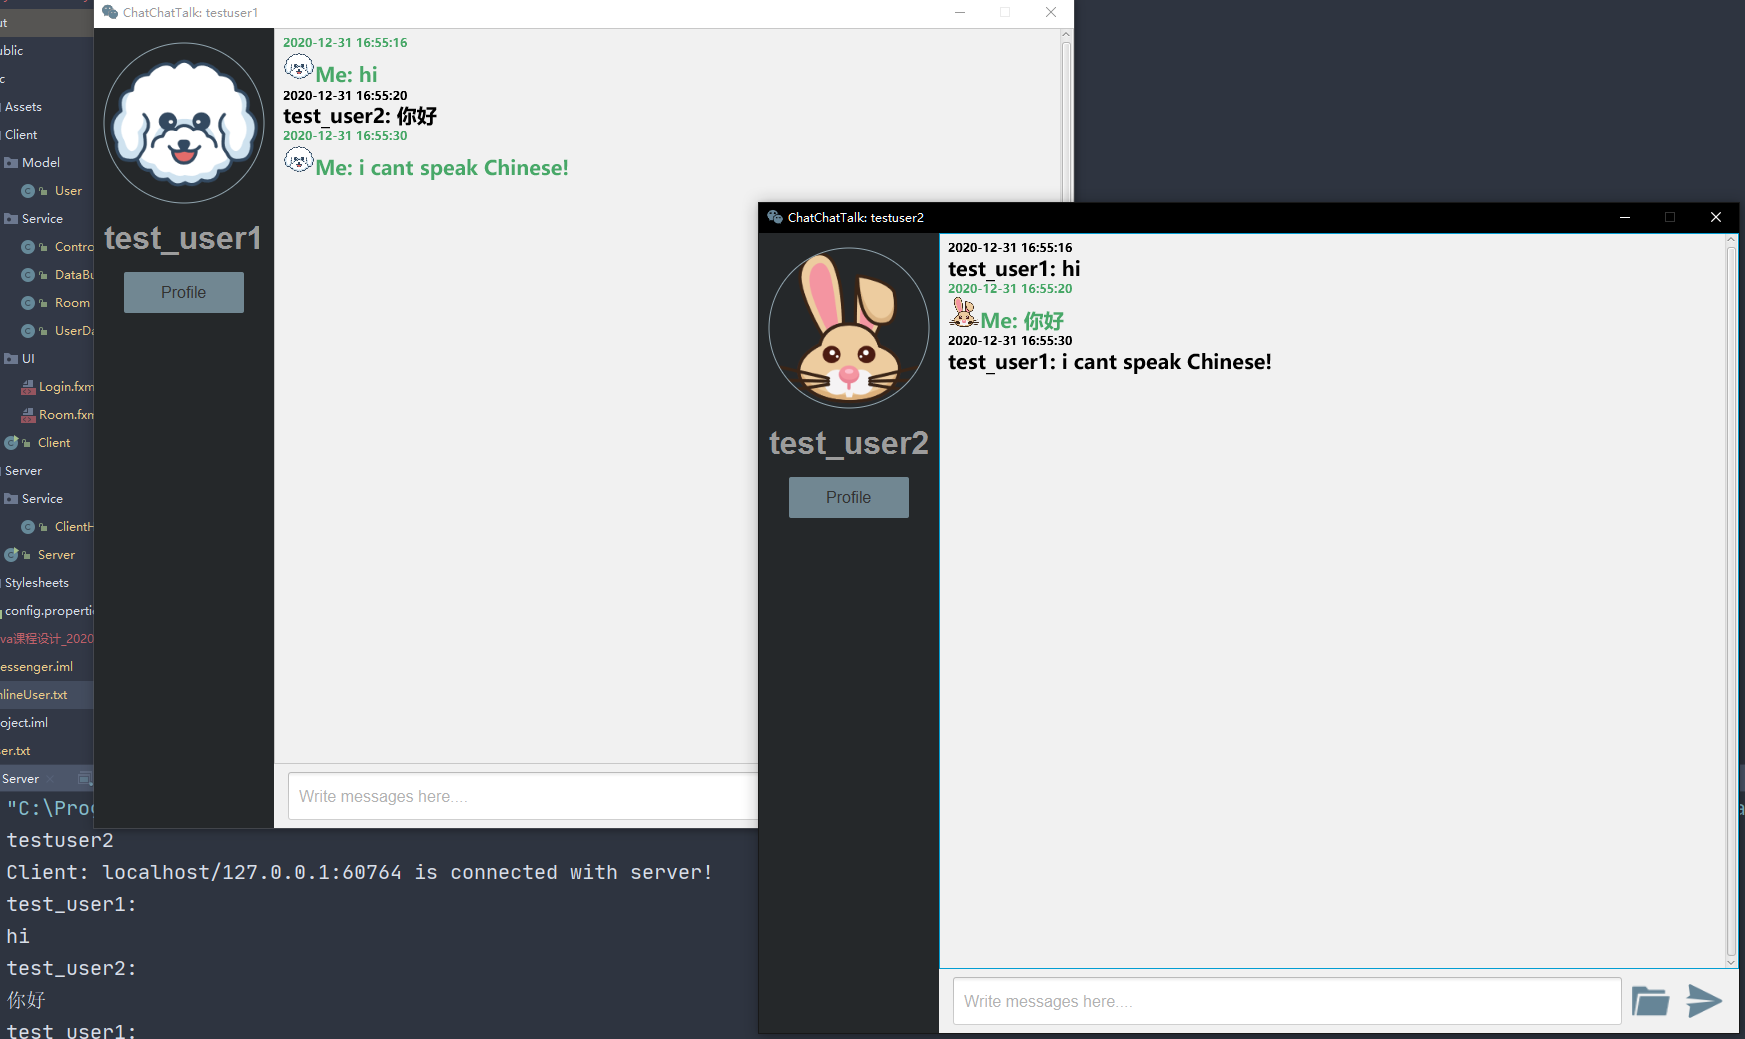 ut
ublic
c
Assets
Client
Model
User
Service
Contro
DataBu
Room
UserDa
UI
Login.fxm
Room.fxm
Client
Server
Service
ClientH
Server
Stylesheets
config.properti
va课程设计_2020
essenger.iml
nlineUser.txt
oject.iml
er.txt
Server
"C:\Prog
testuser2
Client: localhost/127.0.0.1:60764 is connected with server!
test_user1:
hi
test_user2:
你好
test_user1:
ChatChatTalk: testuser1
test_user1
Profile
2020-12-31 16:55:16
Me: hi
2020-12-31 16:55:20
test_user2: 你好
2020-12-31 16:55:30
Me: i cant speak Chinese!
Write messages here....
ChatChatTalk: testuser2
test_user2
Profile
2020-12-31 16:55:16
test_user1: hi
2020-12-31 16:55:20
Me: 你好
2020-12-31 16:55:30
test_user1: i cant speak Chinese!
Write messages here....